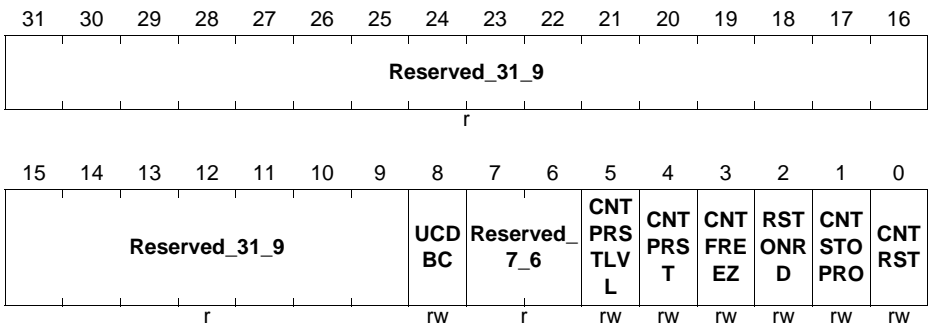 31 30 29 28 27 26 25 24 23 22 21 20 19 18 17 16
Reserved_31_9
r
15 14 13 12 11 10 9 8 7 6 5 4 3 2 1 0
Reserved_31_9
UCD
BC
Reserved_
7_6
CNT
PRS
TLV
L
CNT
PRS
T
CNT
FRE
EZ
RST
ONR
D
CNT
STO
PRO
CNT
RST
r rw r rw rw rw rw rw rw